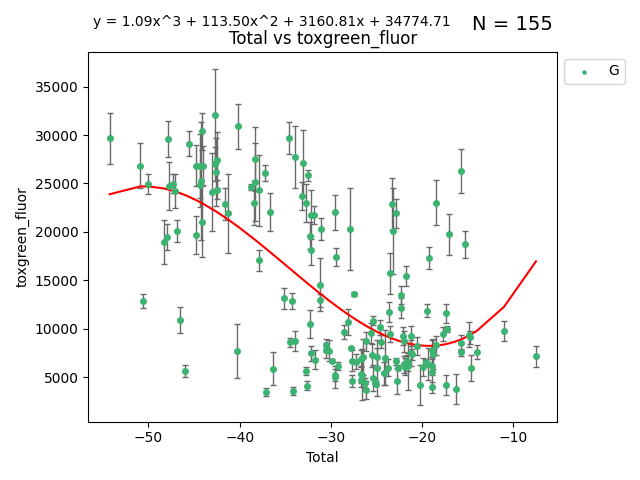 y = 1.09x^3 + 113.50x^2 + 3160.81x + 34774.71
N = 155
Total vs toxgreen_fluor
G
35000
30000
25000
20000
15000
10000
5000
toxgreen_fluor
−50
−40
−30
−20
−10
Total